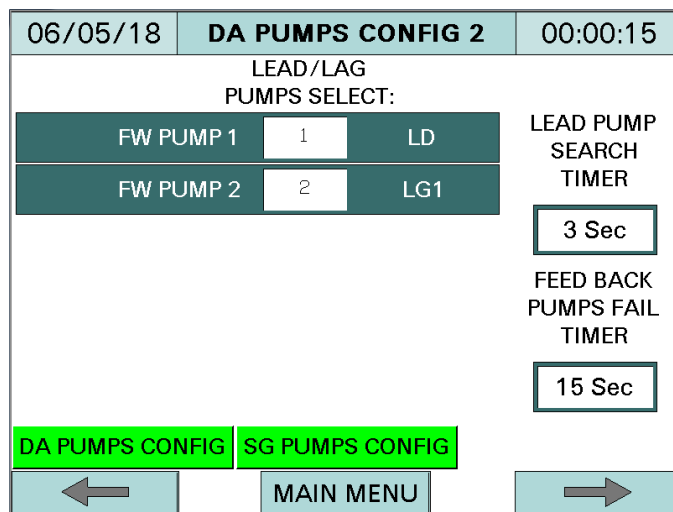 06/05/18 DA PUMPS CONFIG 2 00:00:15
LEAD/LAG
PUMPS SELECT:
FW PUMP 1 1 LD
FW PUMP 2 2 LG1
LEAD PUMP
SEARCH
TIMER
3 Sec
FEED BACK
PUMPS FAIL
TIMER
15 Sec
DA PUMPS CONFIG SG PUMPS CONFIG
MAIN MENU